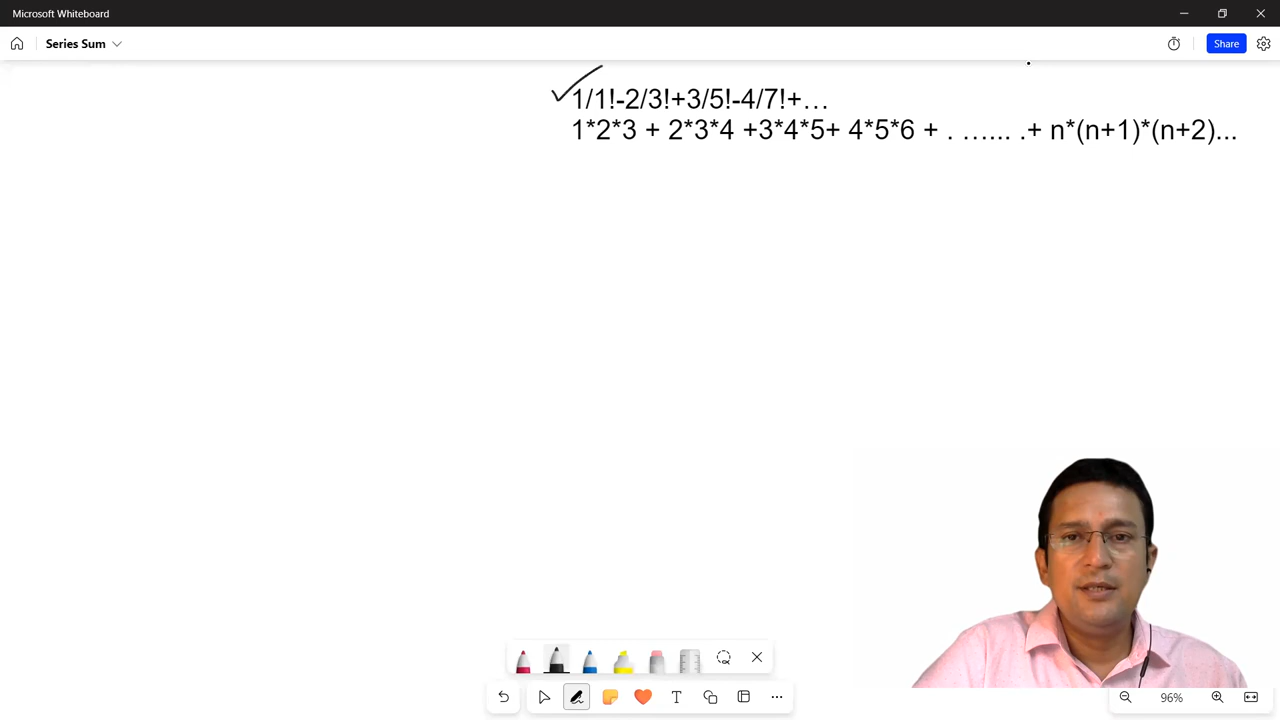 Microsoft Whiteboard
Series Sum
Share
1/1!-2/3!+3/5!-4/7!+…
1*2*3 + 2*3*4 +3*4*5+ 4*5*6 + . …... .+ n*(n+1)*(n+2)...
T
96%